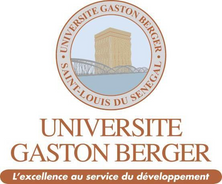 UNIVERSITE GASTON BERGER
SAINT-LOUIS DU SENEGAL
UNIVERSITE
GASTON BERGER
L'excellence au service du développement